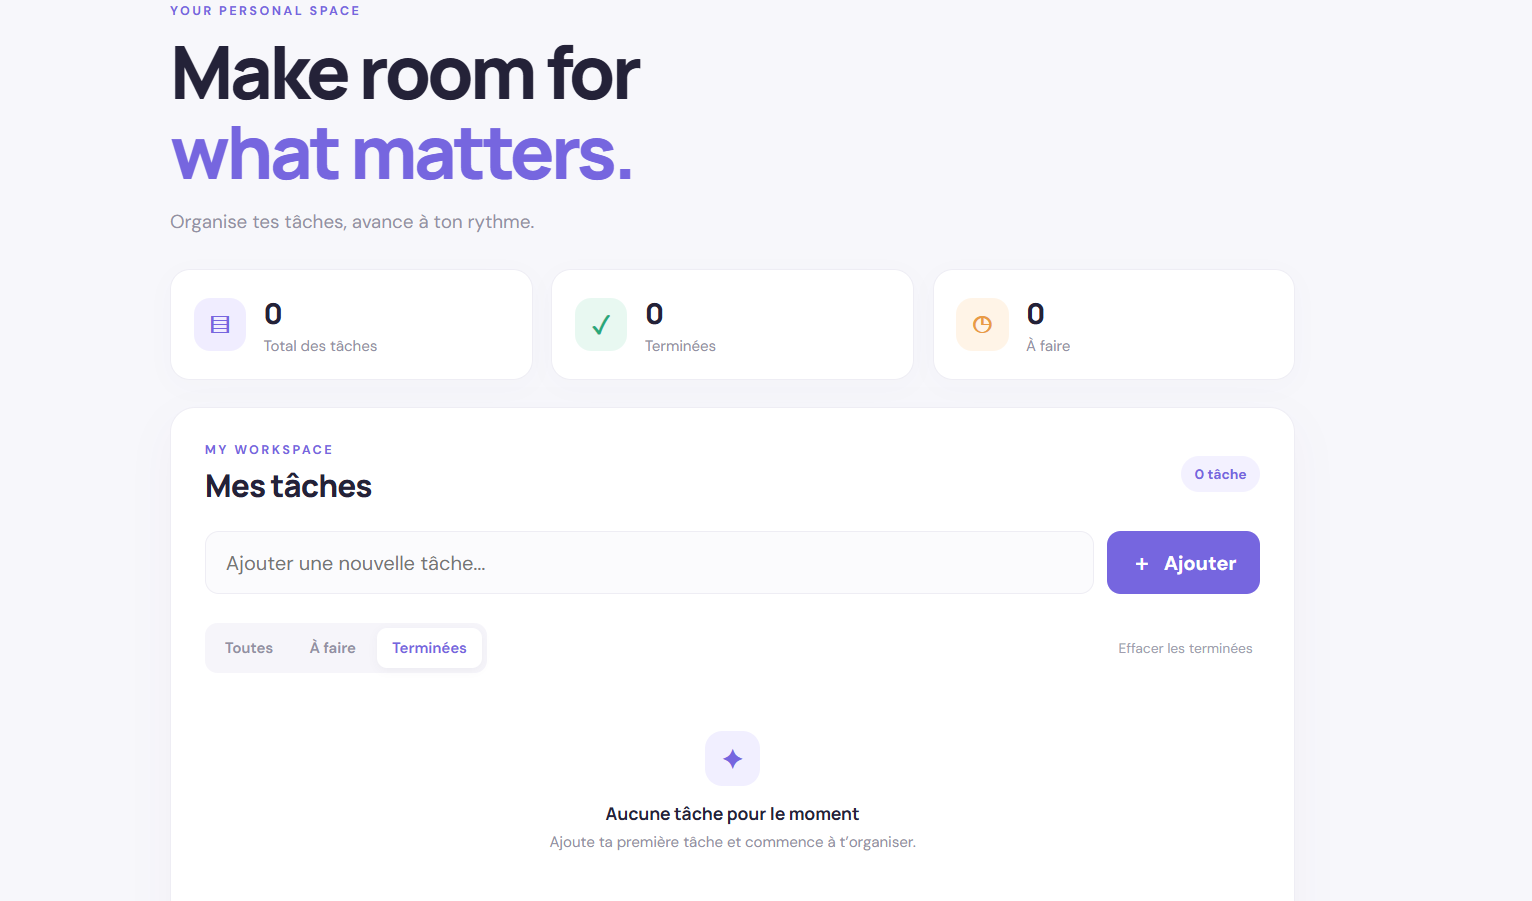 YOUR PERSONAL SPACE
Make room for
what matters.
Organise tes tâches, avance à ton rythme.
0
Total des tâches
0
Terminées
0
À faire
MY WORKSPACE
Mes tâches
0 tâche
Ajouter une nouvelle tâche...
+ Ajouter
Toutes
À faire
Terminées
Effacer les terminées
Aucune tâche pour le moment
Ajoute ta première tâche et commence à t’organiser.